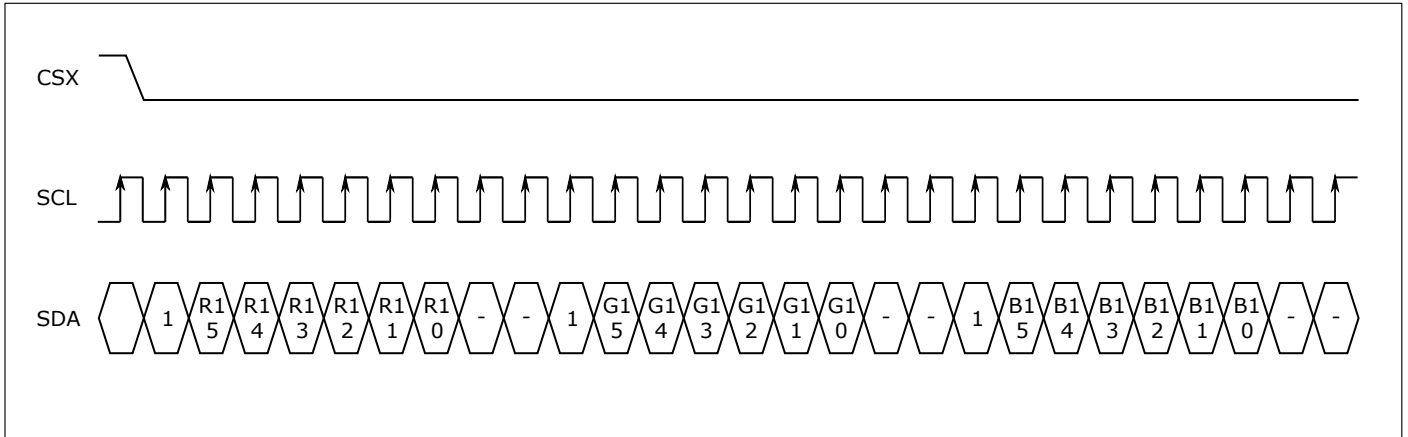 CSX
SCL
SDA
1 R1 R1 R1 R1 R1 R1 - - 1 G1 G1 G1 G1 G1 G1 - - 1 B1 B1 B1 B1 B1 B1 - -
5 4 3 2 1 0 5 4 3 2 1 0 5 4 3 2 1 0